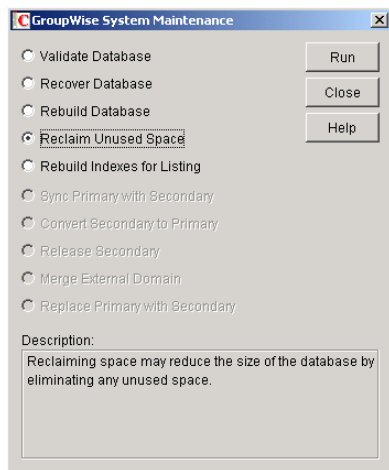 GroupWise System Maintenance
Validate Database
Run
Recover Database
Close
Rebuild Database
Help
Reclaim Unused Space
Rebuild Indexes for Listing
Sync Primary with Secondary
Convert Secondary to Primary
Release Secondary
Merge External Domain
Replace Primary with Secondary
Description:
Reclaiming space may reduce the size of the database by
eliminating any unused space.